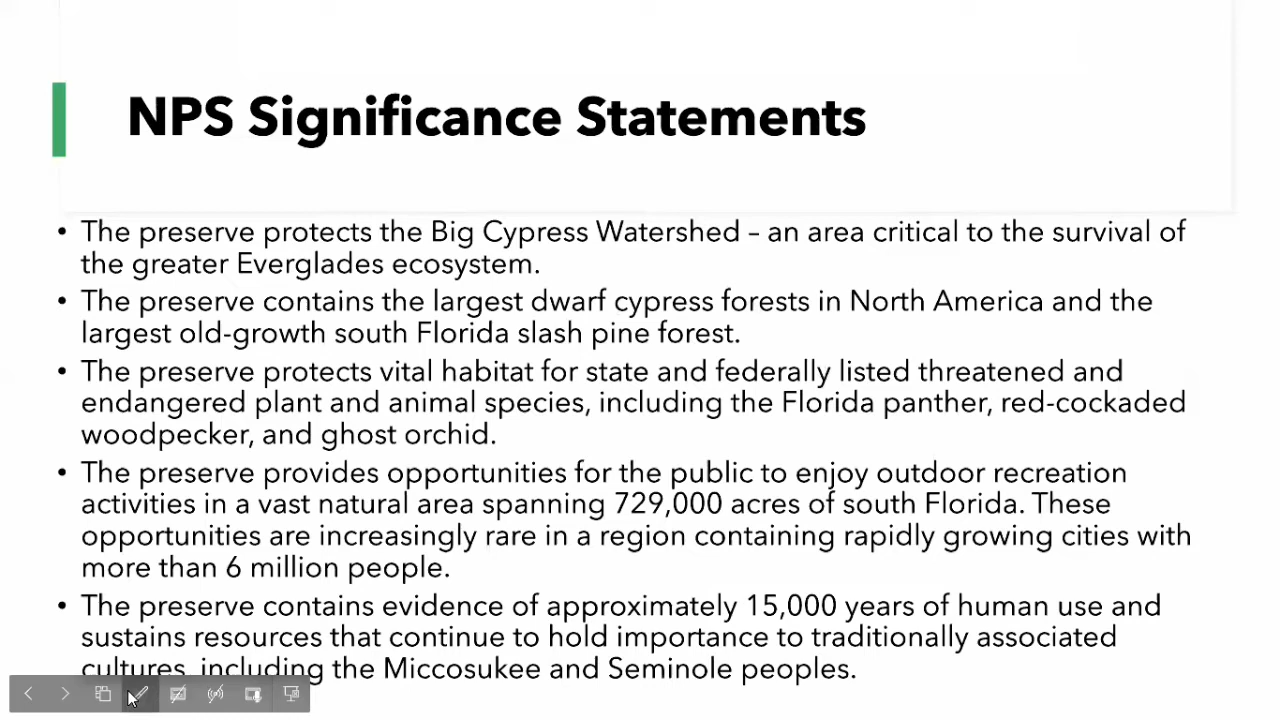 NPS Significance Statements
• The preserve protects the Big Cypress Watershed – an area critical to the survival of
the greater Everglades ecosystem.
• The preserve contains the largest dwarf cypress forests in North America and the
largest old-growth south Florida slash pine forest.
• The preserve protects vital habitat for state and federally listed threatened and
endangered plant and animal species, including the Florida panther, red-cockaded
woodpecker, and ghost orchid.
• The preserve provides opportunities for the public to enjoy outdoor recreation
activities in a vast natural area spanning 729,000 acres of south Florida. These
opportunities are increasingly rare in a region containing rapidly growing cities with
more than 6 million people.
• The preserve contains evidence of approximately 15,000 years of human use and
sustains resources that continue to hold importance to traditionally associated
cultures, including the Miccosukee and Seminole peoples.